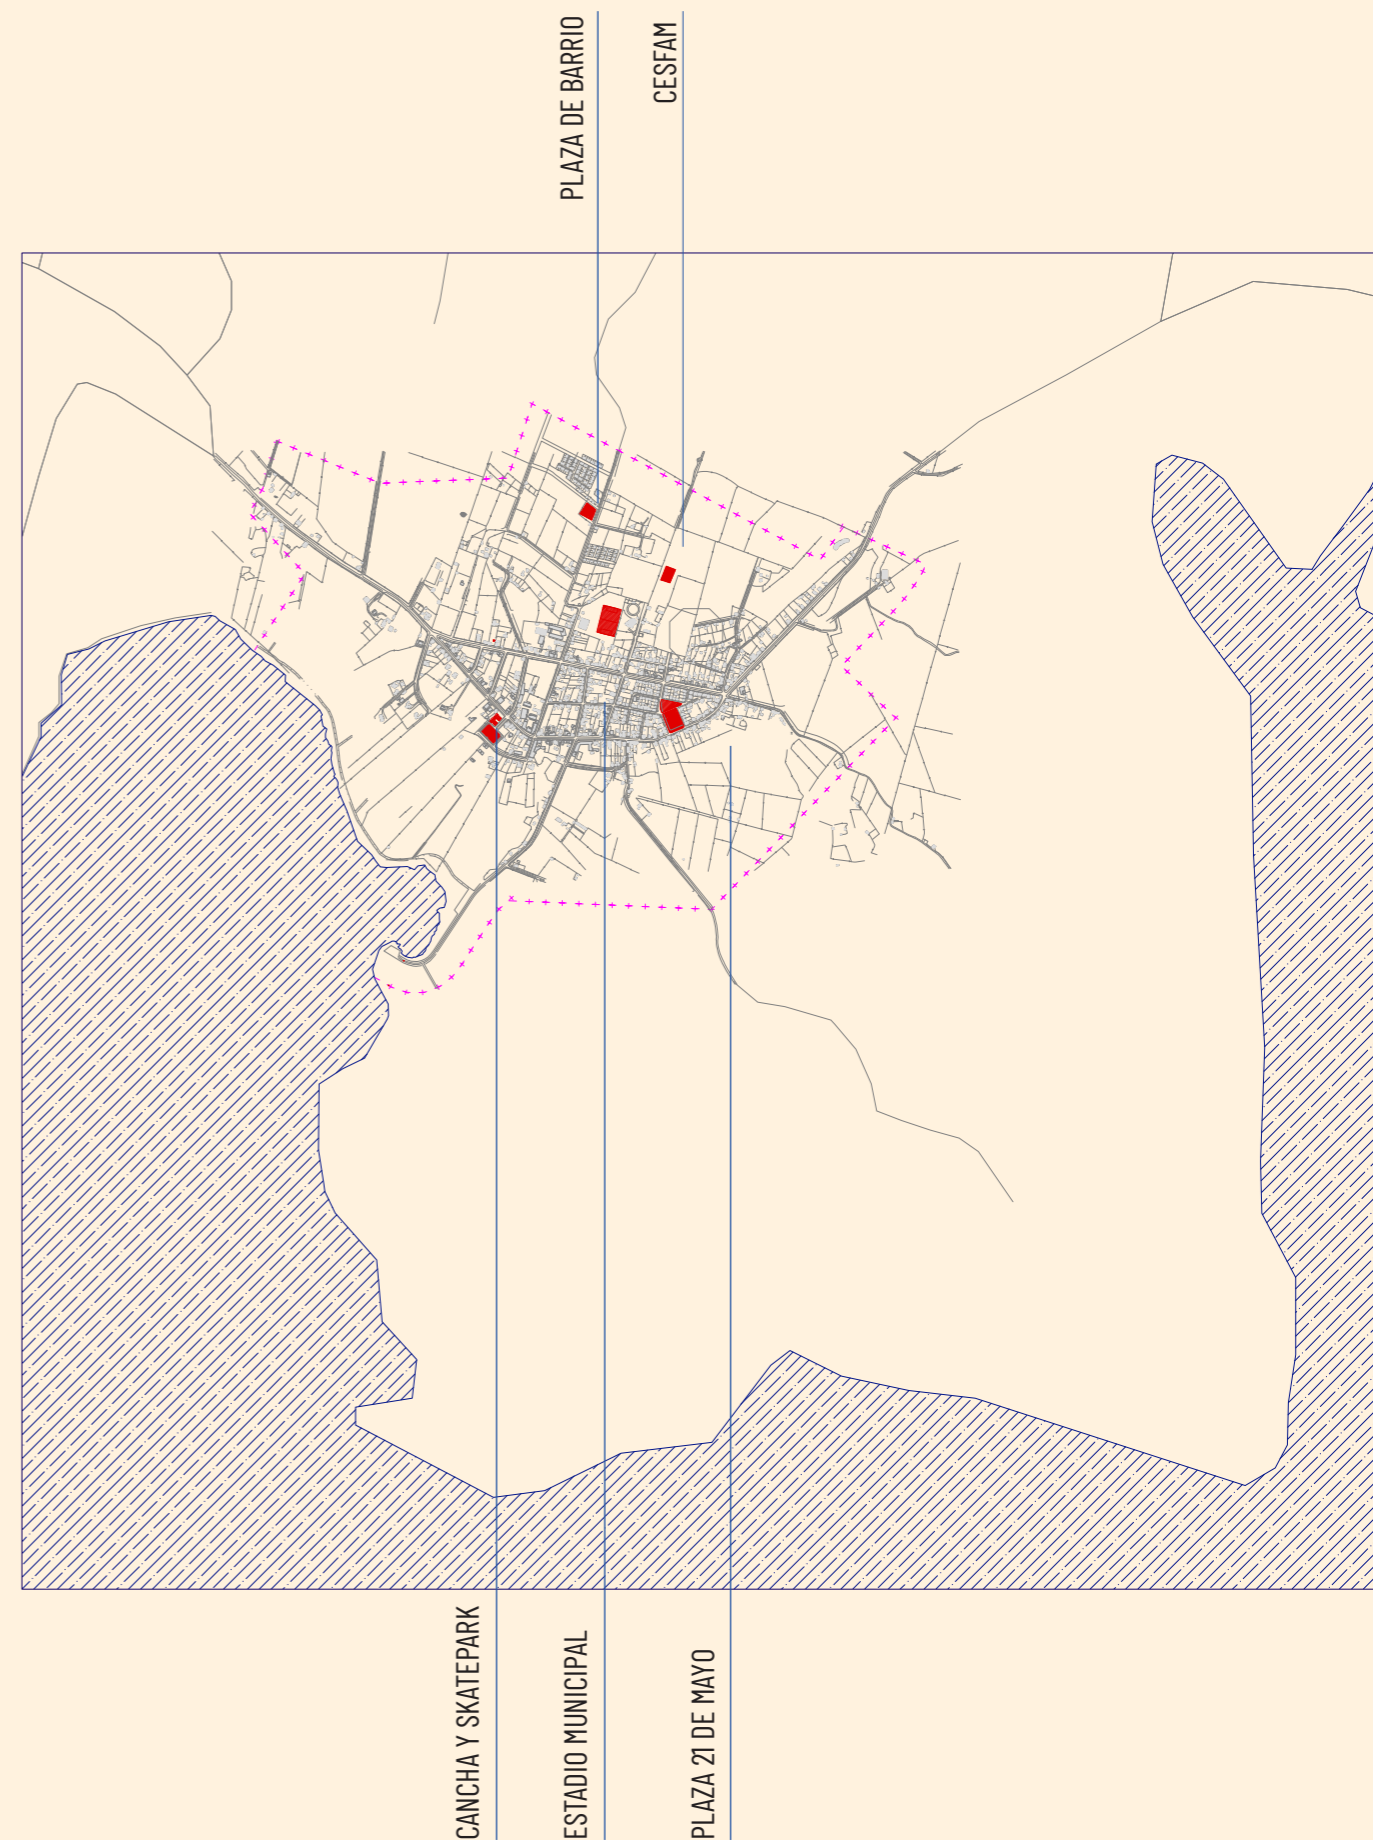 PLAZA DE BARRIO
CESFAM
CANCHA Y SKATEPARK
ESTADIO MUNICIPAL
PLAZA 21 DE MAYO